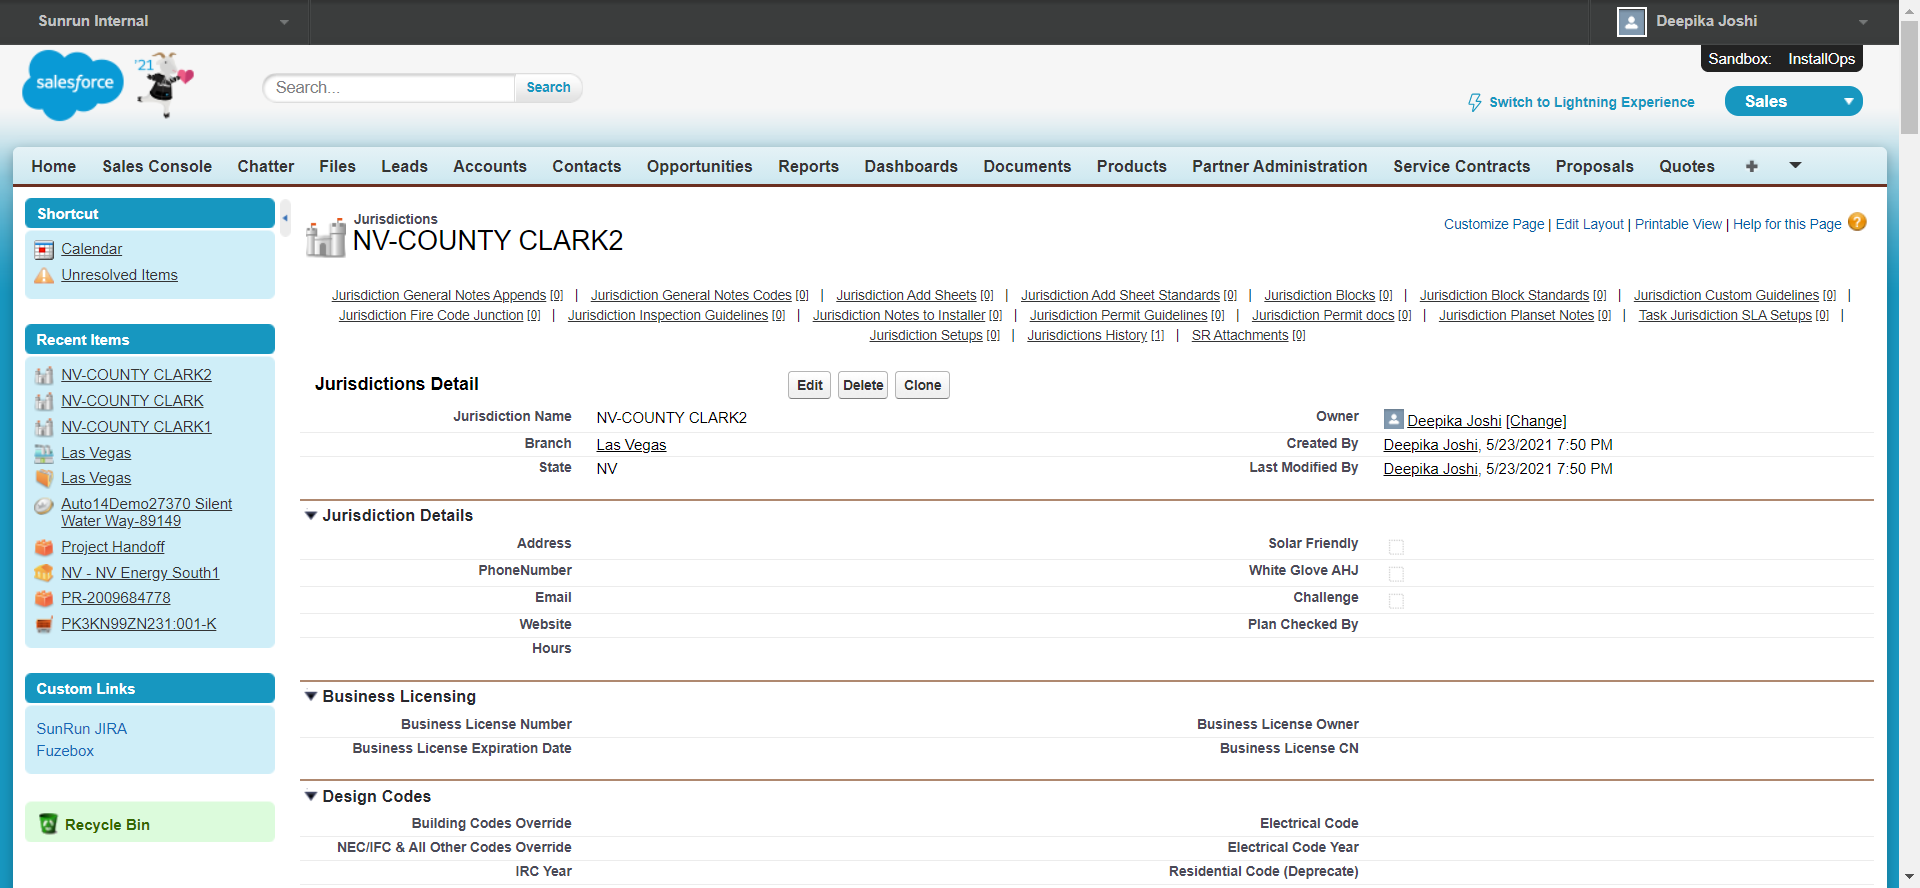 Sunrun Internal
Deepika Joshi
salesforce
'21
Search...
Search
Sandbox: InstallOps
Switch to Lightning Experience
Sales
Home Sales Console Chatter Files Leads Accounts Contacts Opportunities Reports Dashboards Documents Products Partner Administration Service Contracts Proposals Quotes +
Shortcut
Calendar
Unresolved Items
Recent Items
NV-COUNTY CLARK2
NV-COUNTY CLARK
NV-COUNTY CLARK1
Las Vegas
Las Vegas
Auto14Demo27370 Silent
Water Way-89149
Project Handoff
NV - NV Energy South1
PR-2009684778
PK3KN99ZN231:001-K
Custom Links
SunRun JIRA
Fuzebox
Recycle Bin
Jurisdictions
NV-COUNTY CLARK2
Customize Page | Edit Layout | Printable View | Help for this Page ?
Jurisdiction General Notes Appends [0] | Jurisdiction General Notes Codes [0] | Jurisdiction Add Sheets [0] | Jurisdiction Add Sheet Standards [0] | Jurisdiction Blocks [0] | Jurisdiction Block Standards [0] | Jurisdiction Custom Guidelines [0] |
Jurisdiction Fire Code Junction [0] | Jurisdiction Inspection Guidelines [0] | Jurisdiction Notes to Installer [0] | Jurisdiction Permit Guidelines [0] | Jurisdiction Permit docs [0] | Jurisdiction Planset Notes [0] | Task Jurisdiction SLA Setups [0] |
Jurisdiction Setups [0] | Jurisdictions History [1] | SR Attachments [0]
Jurisdictions Detail
Edit Delete Clone
Jurisdiction Name NV-COUNTY CLARK2 Owner Deepika Joshi [Change]
Branch Las Vegas Created By Deepika Joshi, 5/23/2021 7:50 PM
State NV Last Modified By Deepika Joshi, 5/23/2021 7:50 PM
Jurisdiction Details
Address Solar Friendly
PhoneNumber White Glove AHJ
Email Challenge
Website Plan Checked By
Hours
Business Licensing
Business License Number Business License Owner
Business License Expiration Date Business License CN
Design Codes
Building Codes Override Electrical Code
NEC/IFC & All Other Codes Override Electrical Code Year
IRC Year Residential Code (Deprecate)